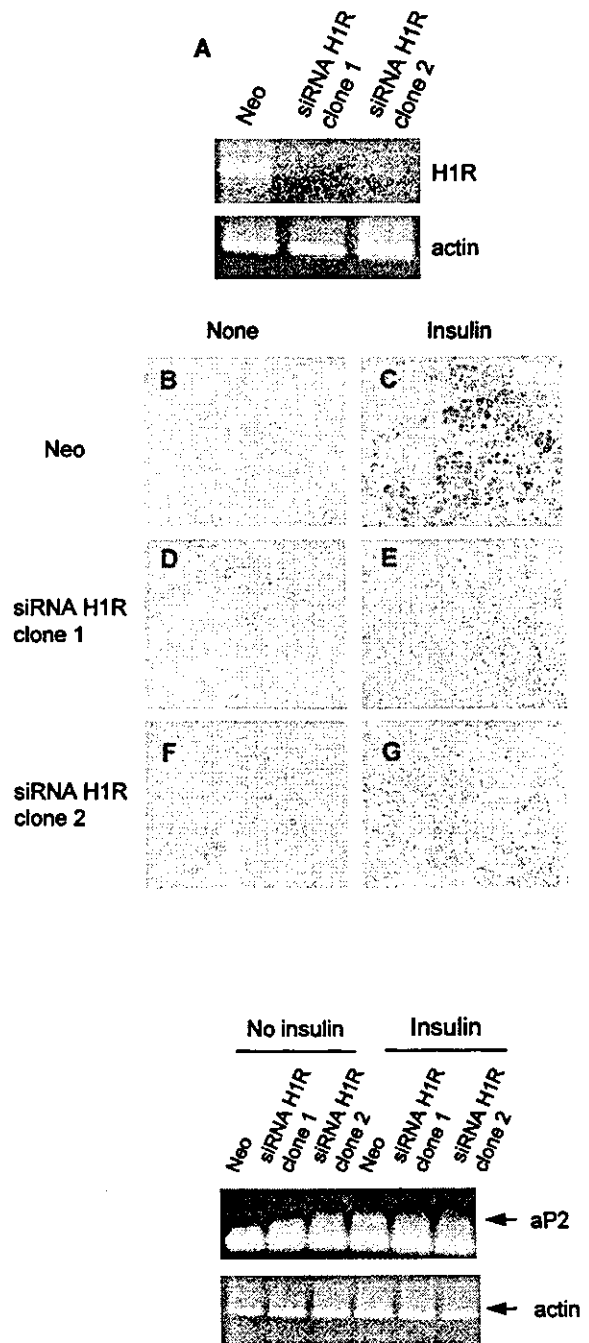 A
Neo
siRNA H1R
clone 1
siRNA H1R
clone 2
H1R
actin
None
Insulin
B
C
Neo
D
E
siRNA H1R
clone 1
F
G
siRNA H1R
clone 2
No insulin
Insulin
Neo
siRNA H1R
clone 1
siRNA H1R
clone 2
Neo
siRNA H1R
clone 1
siRNA H1R
clone 2
aP2
actin